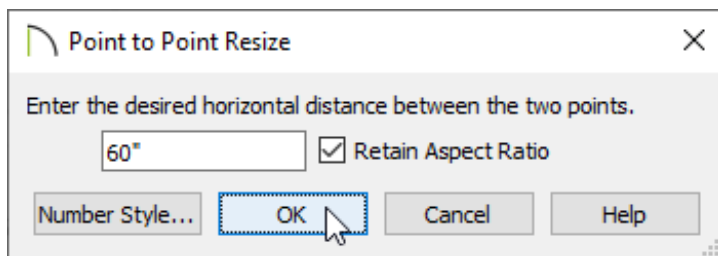 Point to Point Resize
Enter the desired horizontal distance between the two points.
60" Retain Aspect Ratio
Number Style... OK Cancel Help